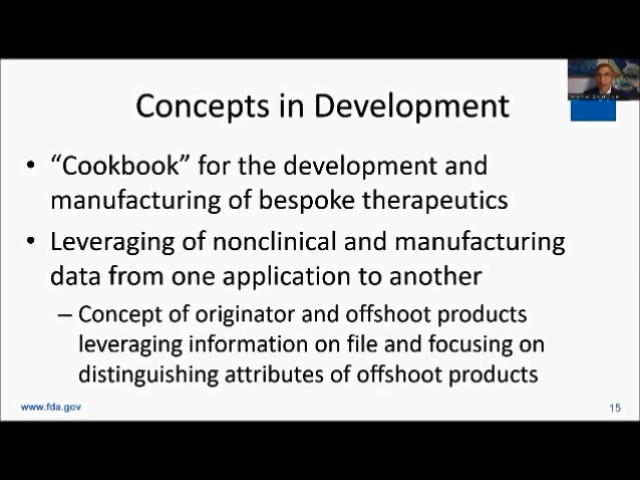 Concepts in Development
• “Cookbook” for the development and
manufacturing of bespoke therapeutics
• Leveraging of nonclinical and manufacturing
data from one application to another
– Concept of originator and offshoot products
leveraging information on file and focusing on
distinguishing attributes of offshoot products
www.fda.gov
15